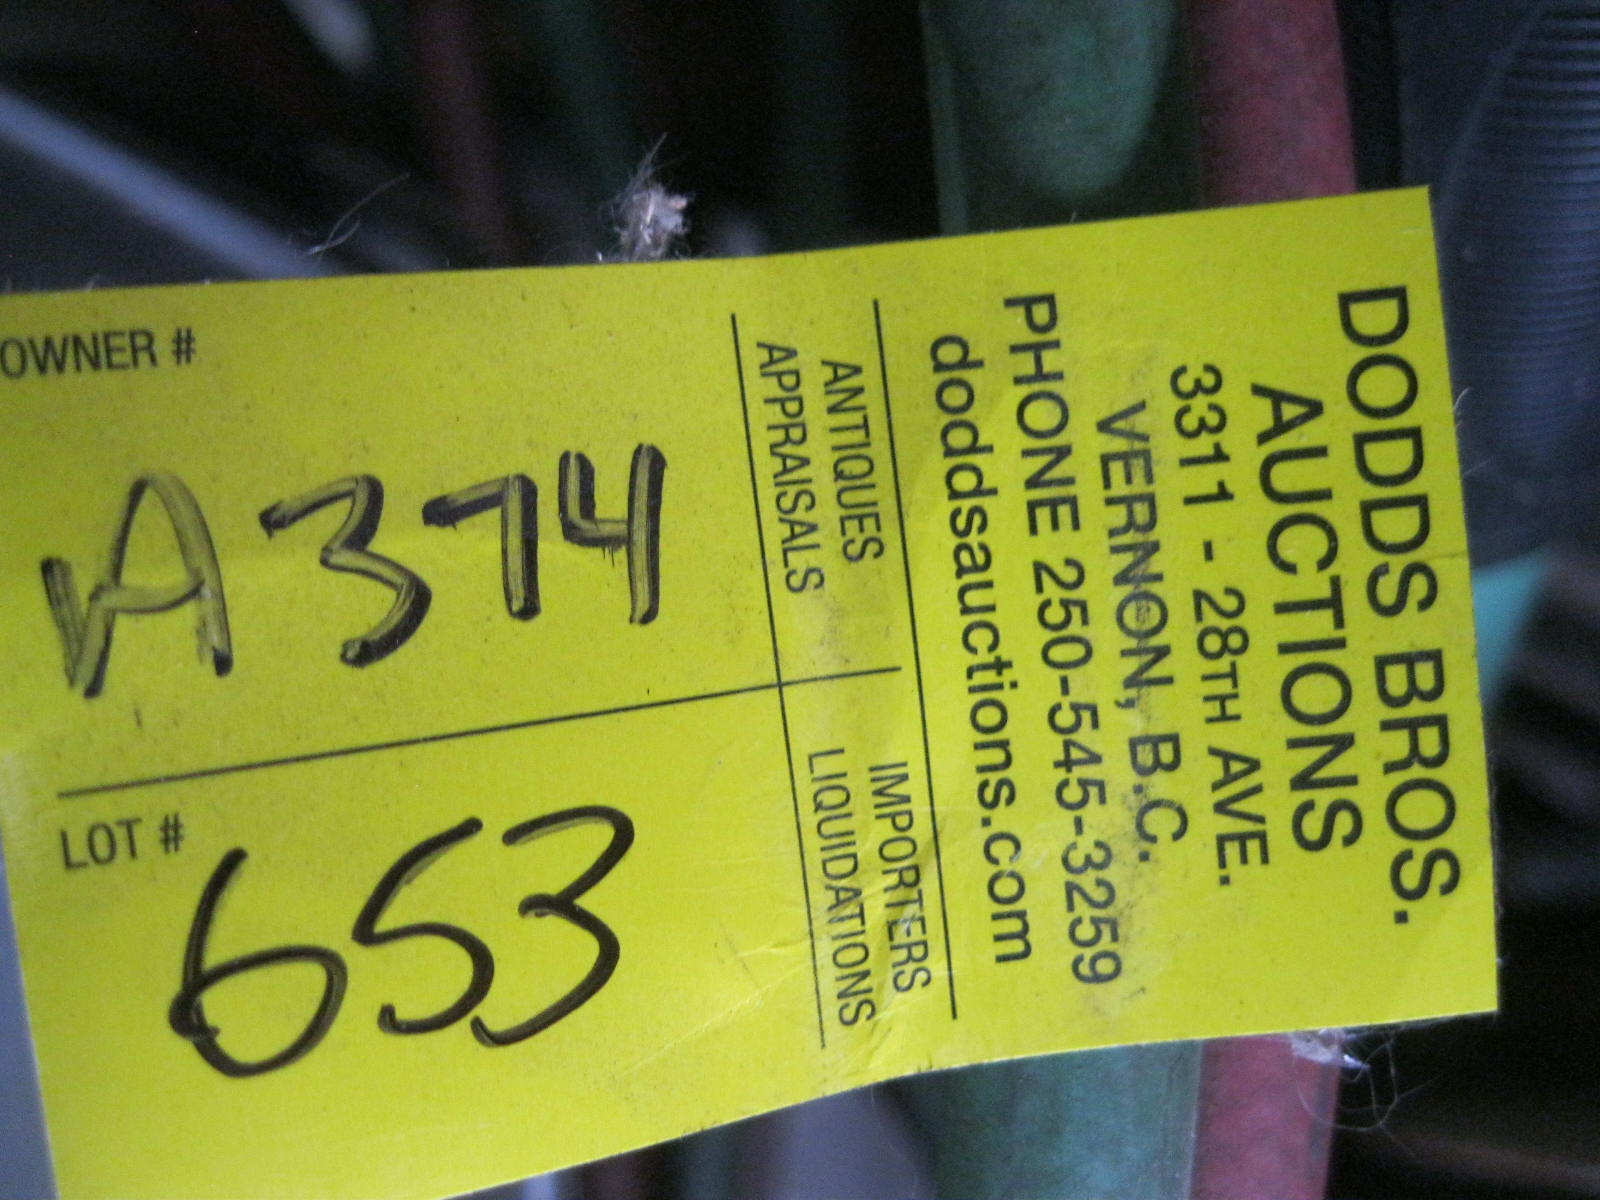 DODDS BROS.
AUCTIONS
3311 - 28TH AVE.
VERNON, B.C.
PHONE 250-545-3259
doddsauctions.com
ANTIQUES IMPORTERS
APPRAISALS LIQUIDATIONS
OWNER # LOT #
A374 653